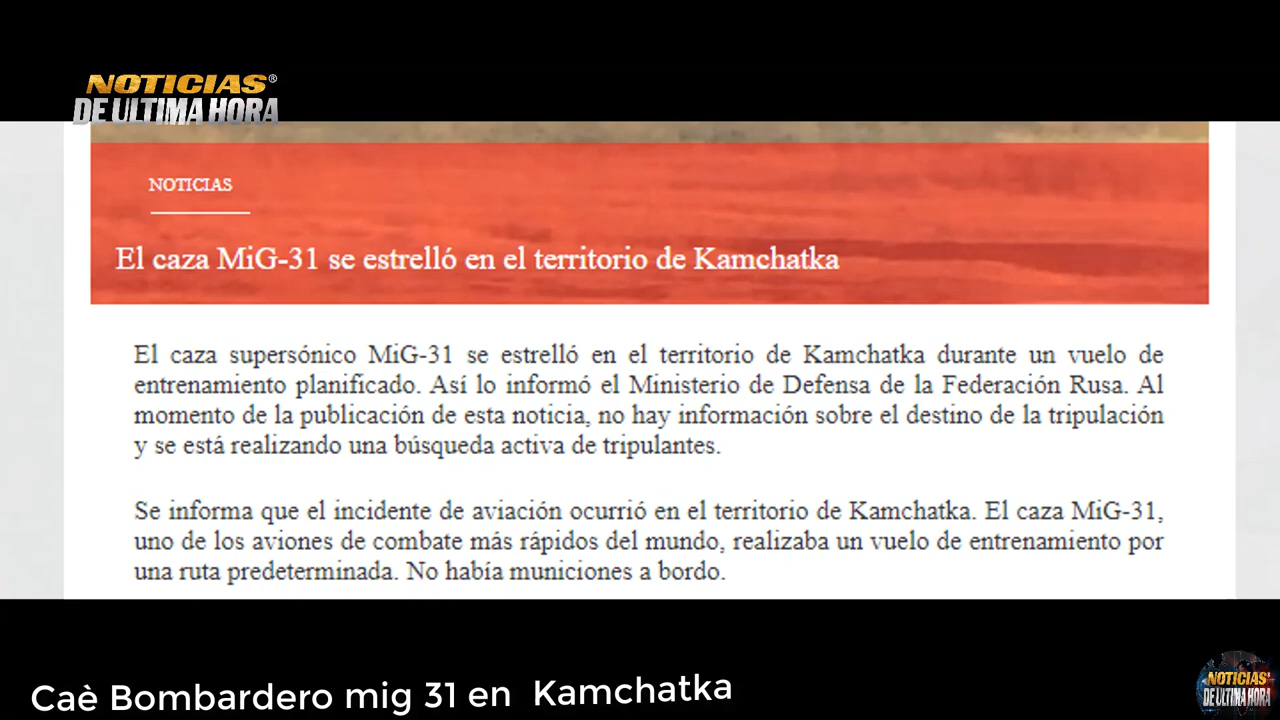 NOTICIAS®
DE ULTIMA HORA
NOTICIAS
El caza MiG-31 se estrelló en el territorio de Kamchatka
El caza supersónico MiG-31 se estrelló en el territorio de Kamchatka durante un vuelo de
entrenamiento planificado. Así lo informó el Ministerio de Defensa de la Federación Rusa. Al
momento de la publicación de esta noticia, no hay información sobre el destino de la tripulación
y se está realizando una búsqueda activa de tripulantes.
Se informa que el incidente de aviación ocurrió en el territorio de Kamchatka. El caza MiG-31,
uno de los aviones de combate más rápidos del mundo, realizaba un vuelo de entrenamiento por
una ruta predeterminada. No había municiones a bordo.
Caè Bombardero mig 31 en Kamchatka
NOTICIAS
DE ULTIMA HORA